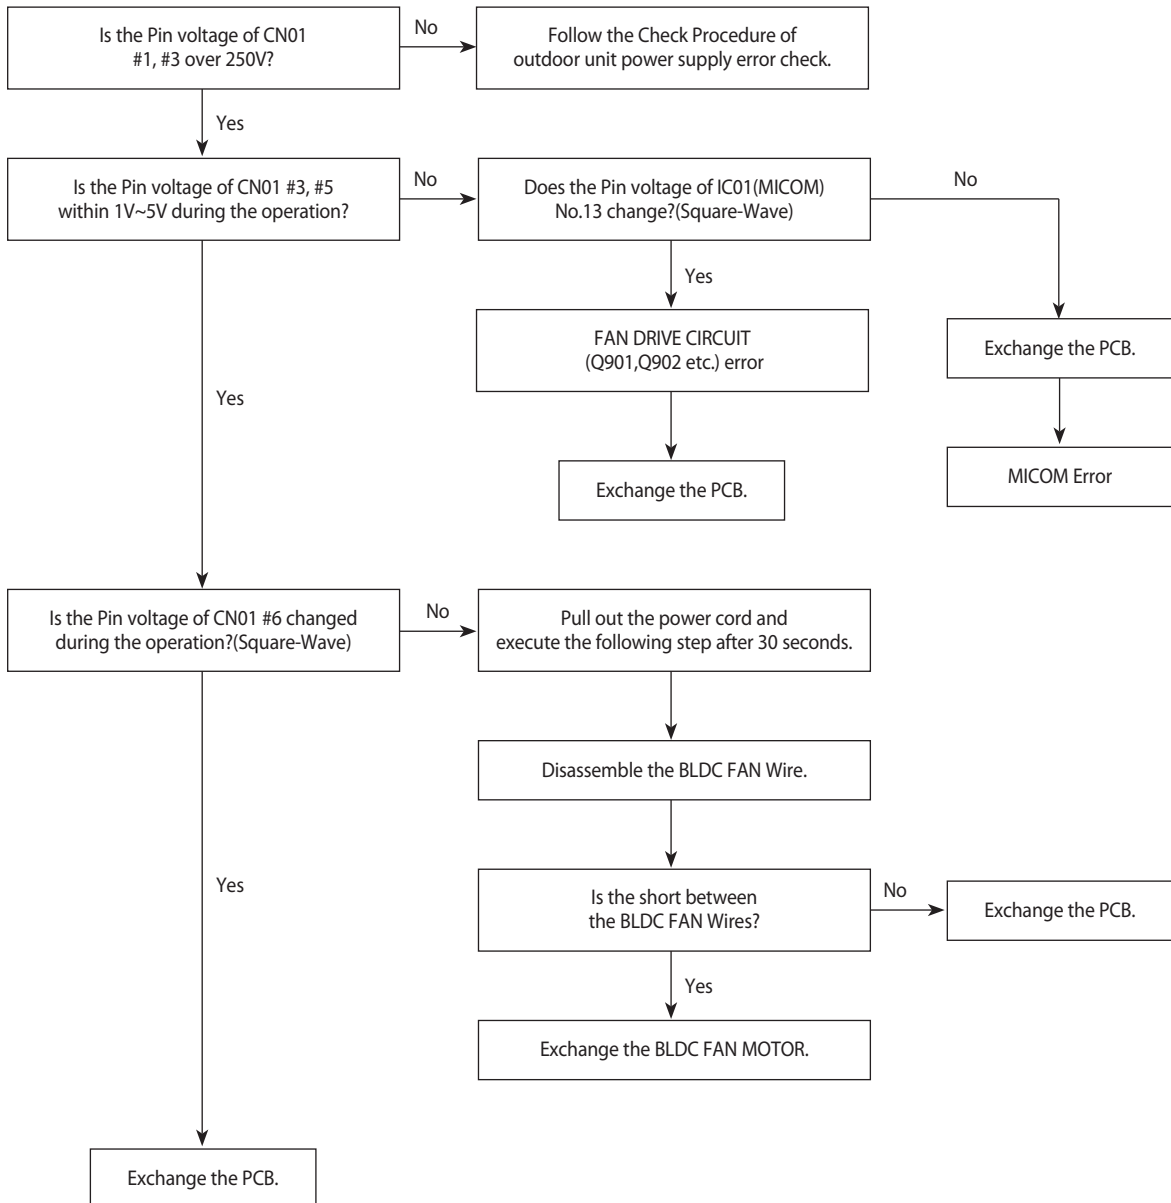 Is the Pin voltage of CN01
#1, #3 over 250V?
No
Follow the Check Procedure of
outdoor unit power supply error check.
Yes
Is the Pin voltage of CN01 #3, #5
within 1V~5V during the operation?
No
Does the Pin voltage of IC01(MICOM)
No.13 change?(Square-Wave)
No
Yes
FAN DRIVE CIRCUIT
(Q901,Q902 etc.) error
Exchange the PCB.
Yes
Exchange the PCB.
MICOM Error
Is the Pin voltage of CN01 #6 changed
during the operation?(Square-Wave)
No
Pull out the power cord and
execute the following step after 30 seconds.
Disassemble the BLDC FAN Wire.
Yes
Is the short between
the BLDC FAN Wires?
No
Exchange the PCB.
Yes
Exchange the BLDC FAN MOTOR.
Exchange the PCB.